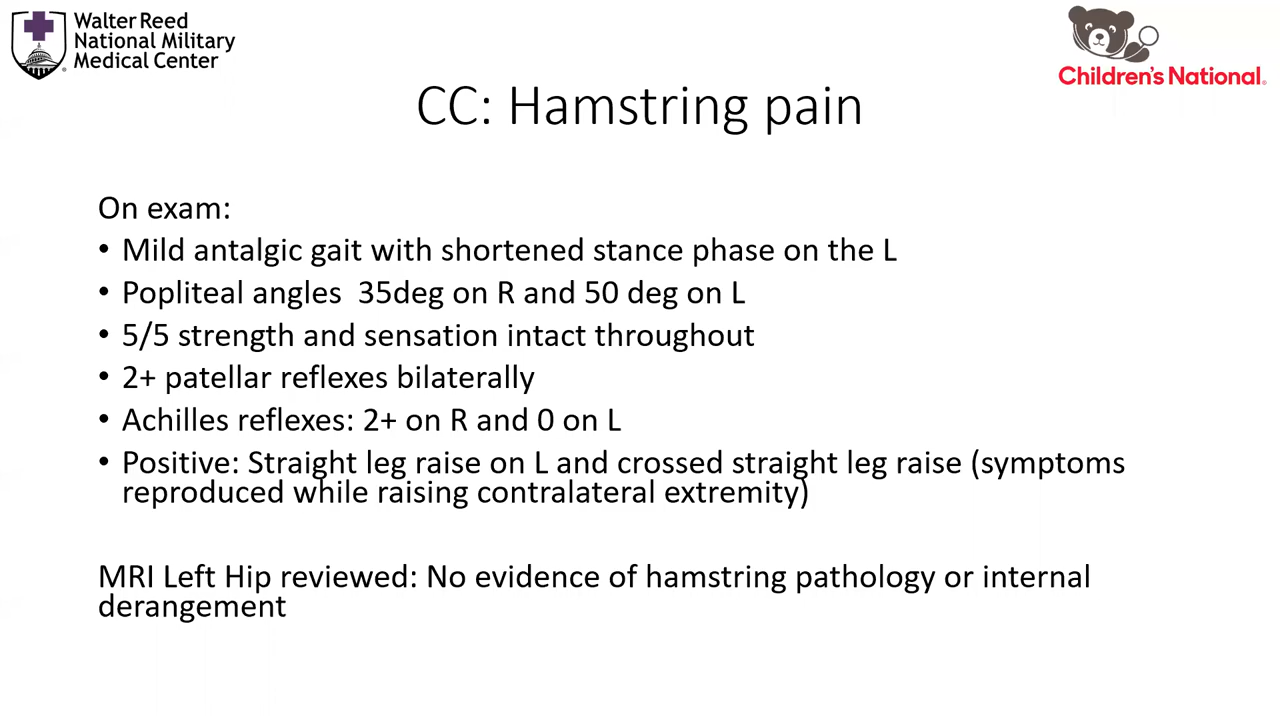 Walter Reed
National Military
Medical Center
Children's National.
CC: Hamstring pain
On exam:
• Mild antalgic gait with shortened stance phase on the L
• Popliteal angles  35deg on R and 50 deg on L
• 5/5 strength and sensation intact throughout
• 2+ patellar reflexes bilaterally
• Achilles reflexes: 2+ on R and 0 on L
• Positive: Straight leg raise on L and crossed straight leg raise (symptoms
reproduced while raising contralateral extremity)
MRI Left Hip reviewed: No evidence of hamstring pathology or internal
derangement